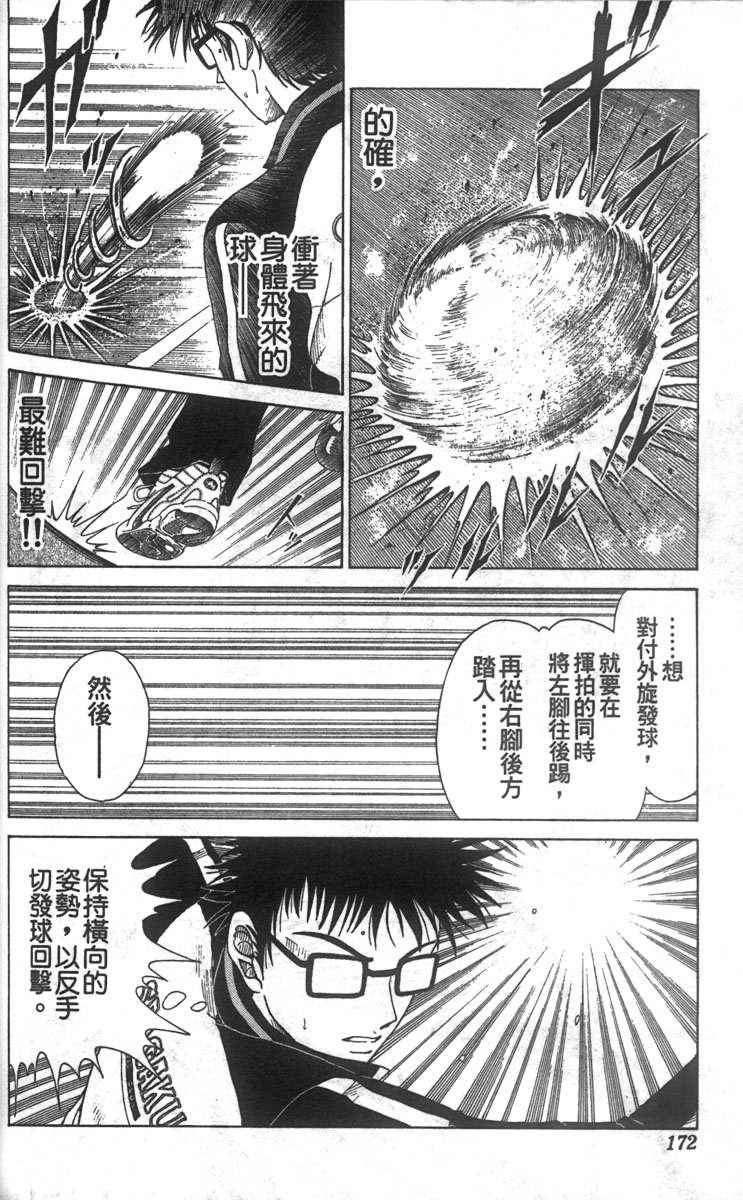 的確，
衝著
身體飛來的
球——
最難回擊!!
……想
對付外旋發球，
就要在
揮拍的同時
將左腳往後踢，
再從右腳後方
踏入……
然後——
保持橫向的
姿勢，以反手
切發球回擊。
GAKU
172